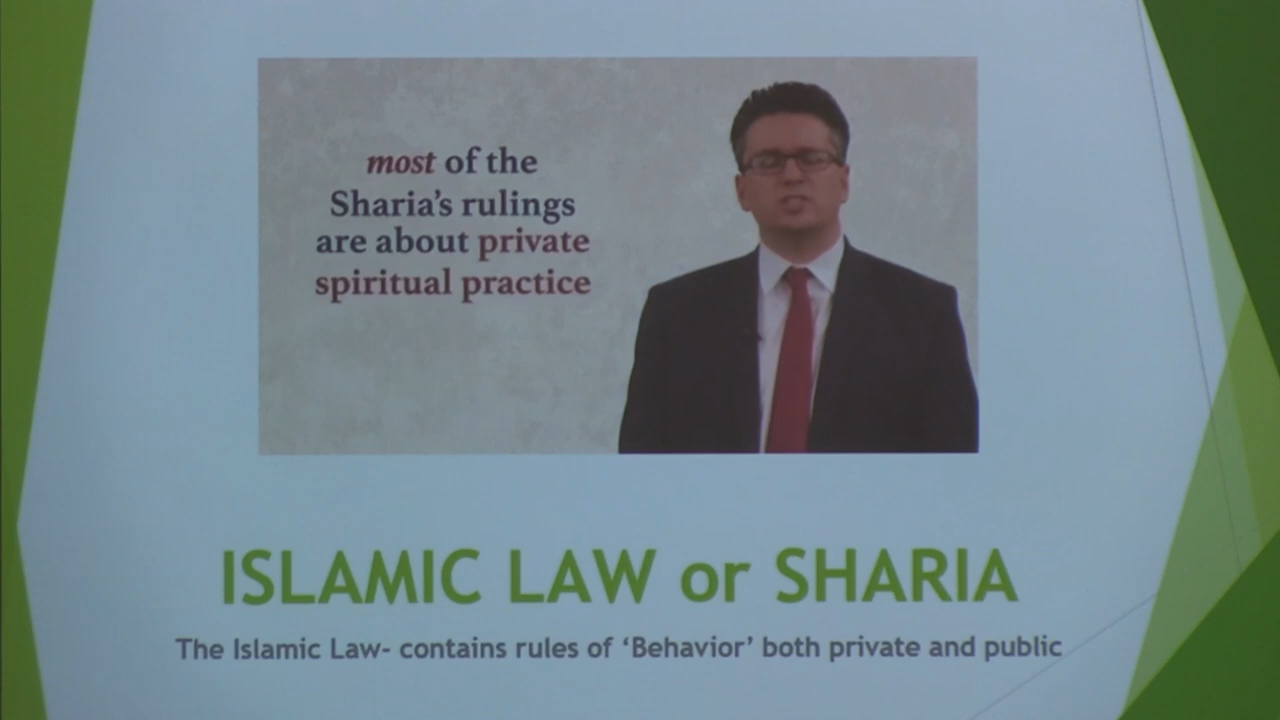 most of the
Sharia's rulings
are about private
spiritual practice
ISLAMIC LAW or SHARIA
The Islamic Law- contains rules of ‘Behavior’ both private and public